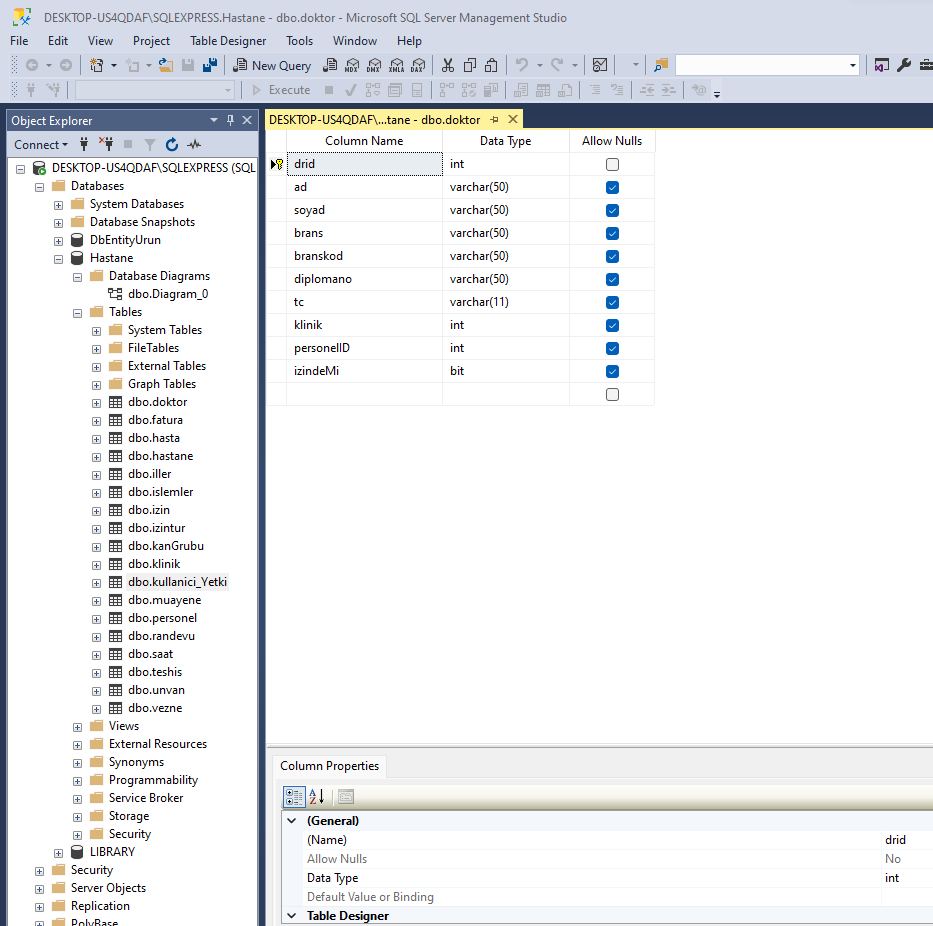 DESKTOP-US4QDAF\SQLEXPRESS.Hastane - dbo.doktor - Microsoft SQL Server Management Studio
File Edit View Project Table Designer Tools Window Help
New Query MDX DMX XMLA DAX
Execute
Object Explorer
Connect
DESKTOP-US4QDAF\SQLEXPRESS (SQL
Databases
System Databases
Database Snapshots
DbEntityUrun
Hastane
Database Diagrams
dbo.Diagram_0
Tables
System Tables
FileTables
External Tables
Graph Tables
dbo.doktor
dbo.fatura
dbo.hasta
dbo.hastane
dbo.iller
dbo.islemler
dbo.izin
dbo.izintur
dbo.kanGrubu
dbo.klinik
dbo.kullanici_Yetki
dbo.muayene
dbo.personel
dbo.randevu
dbo.saat
dbo.teshis
dbo.unvan
dbo.vezne
Views
External Resources
Synonyms
Programmability
Service Broker
Storage
Security
LIBRARY
Security
Server Objects
Replication
PolyBase
DESKTOP-US4QDAF\...tane - dbo.doktor
Column Name Data Type Allow Nulls
drid int
ad varchar(50)
soyad varchar(50)
brans varchar(50)
branskod varchar(50)
diplomano varchar(50)
tc varchar(11)
klinik int
personelID int
izindeMi bit
Column Properties
(General)
(Name) drid
Allow Nulls No
Data Type int
Default Value or Binding
Table Designer